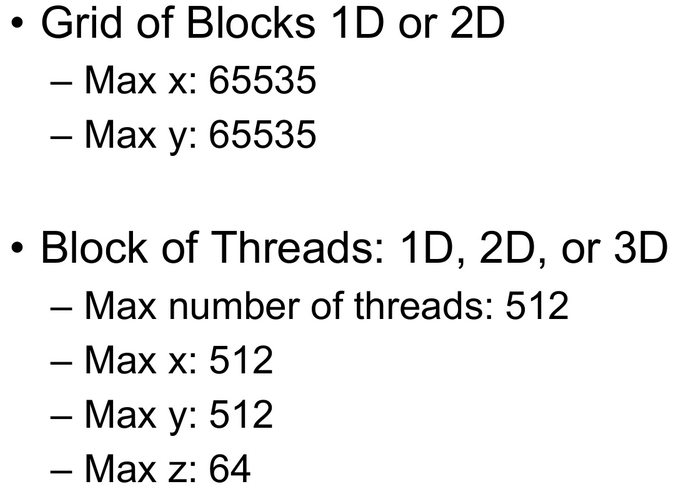 • Grid of Blocks 1D or 2D
– Max x: 65535
– Max y: 65535
• Block of Threads: 1D, 2D, or 3D
– Max number of threads: 512
– Max x: 512
– Max y: 512
– Max z: 64